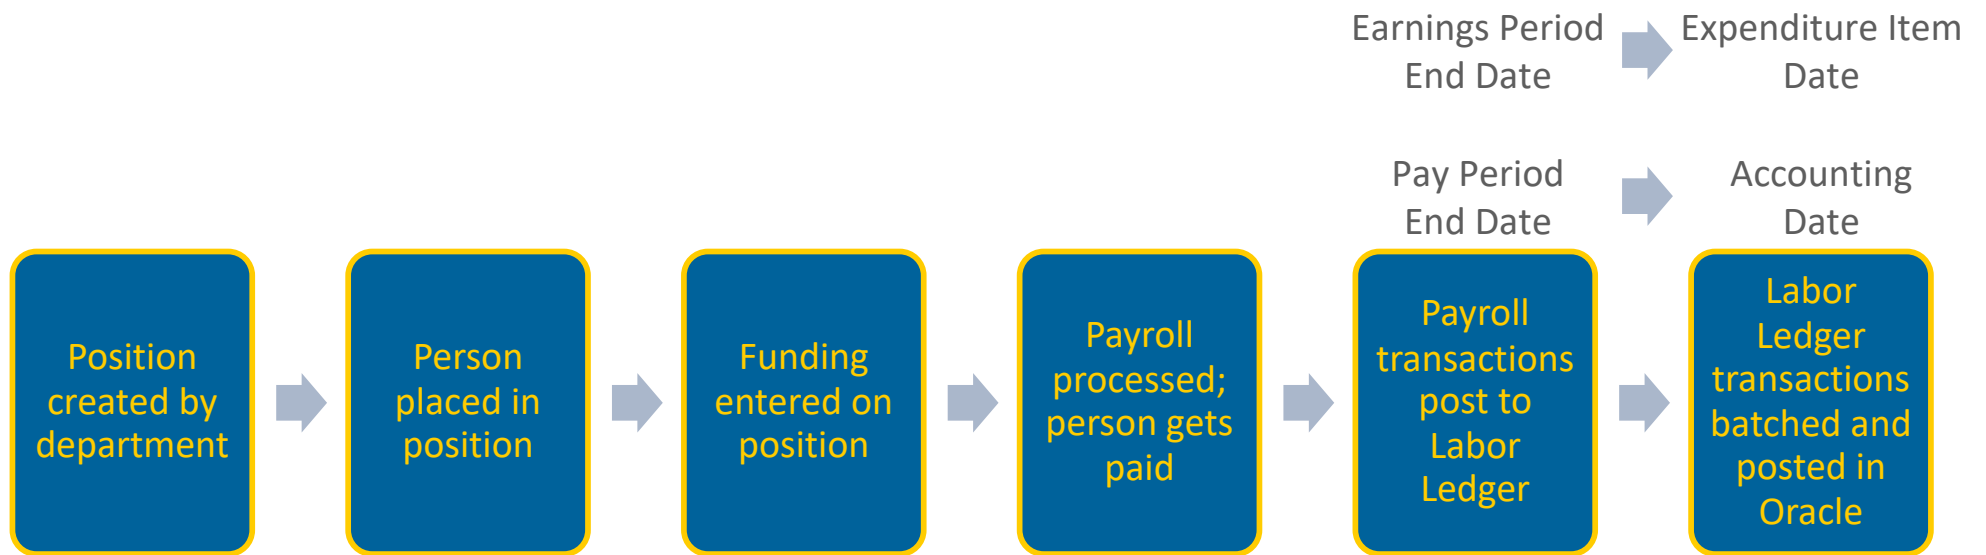 Earnings Period
End Date
Expenditure Item
Date
Pay Period
End Date
Accounting
Date
Position
created by
department
Person
placed in
position
Funding
entered on
position
Payroll
processed;
person gets
paid
Payroll
transactions
post to
Labor
Ledger
Labor
Ledger
transactions
batched and
posted in
Oracle